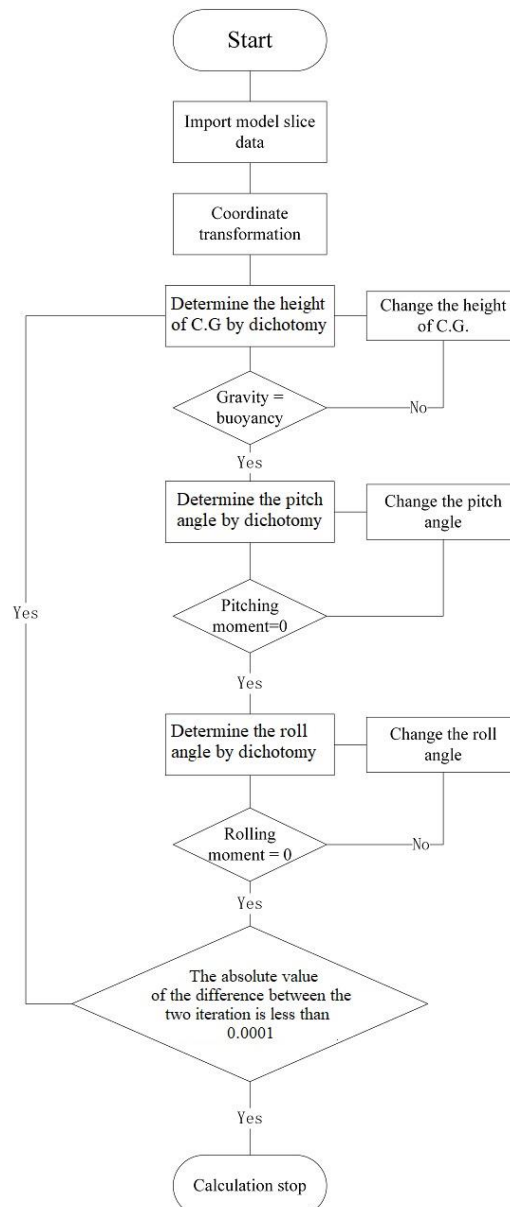 Start
Import model slice
data
Coordinate
transformation
Determine the height
of C.G by dichotomy
Change the height
of C.G.
Gravity =
buoyancy
No
Yes
Determine the pitch
angle by dichotomy
Change the pitch
angle
Yes
Pitching
moment=0
Yes
Determine the roll
angle by dichotomy
Change the roll
angle
Rolling
moment = 0
No
Yes
The absolute value
of the difference between the
two iteration is less than
0.0001
Yes
Calculation stop